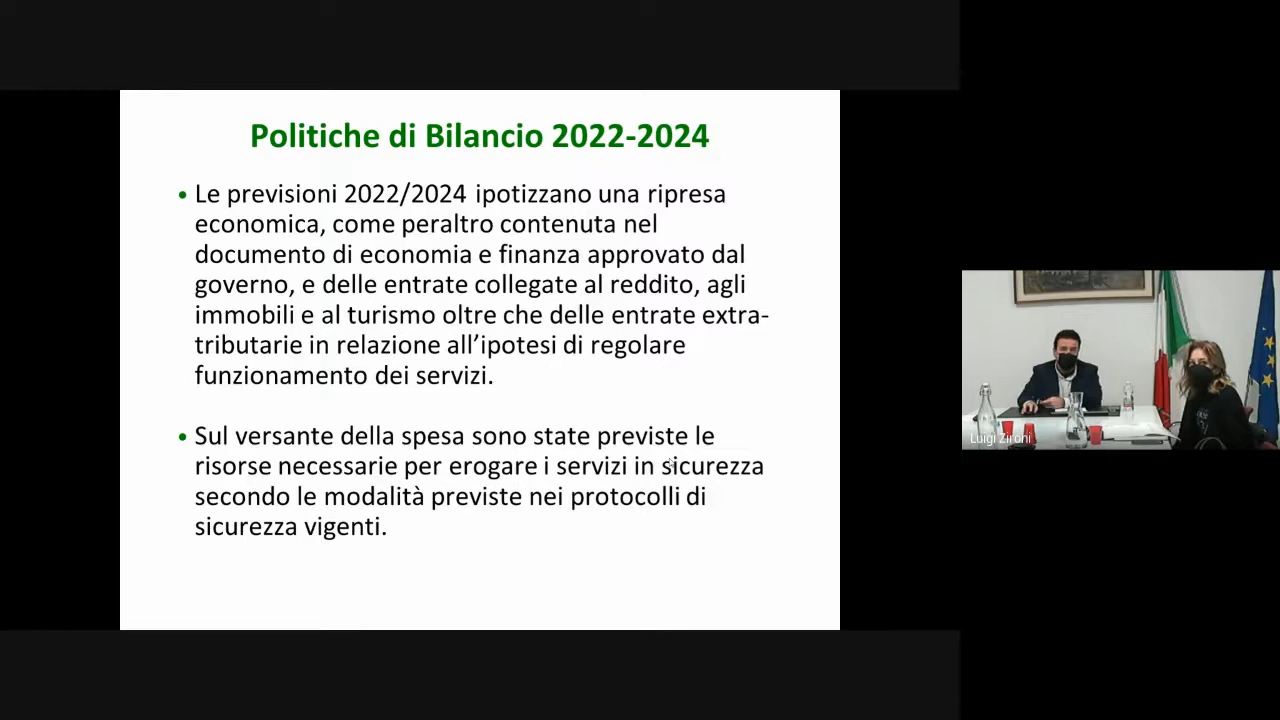 Politiche di Bilancio 2022-2024
• Le previsioni 2022/2024 ipotizzano una ripresa
economica, come peraltro contenuta nel
documento di economia e finanza approvato dal
governo, e delle entrate collegate al reddito, agli
immobili e al turismo oltre che delle entrate extra-
tributarie in relazione all’ipotesi di regolare
funzionamento dei servizi.
• Sul versante della spesa sono state previste le
risorse necessarie per erogare i servizi in sicurezza
secondo le modalità previste nei protocolli di
sicurezza vigenti.
Luigi Zironi